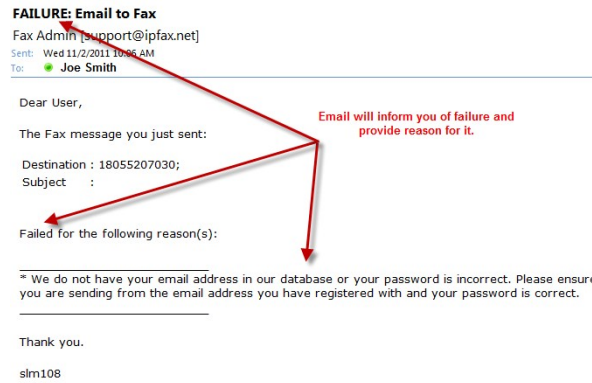 FAILURE: Email to Fax
Fax Admin [support@ipfax.net]
Sent: Wed 11/2/2011 10:06 AM
To: Joe Smith
Dear User,
Email will inform you of failure and
provide reason for it.
The Fax message you just sent:
Destination : 18055207030;
Subject :
Failed for the following reason(s):
* We do not have your email address in our database or your password is incorrect. Please ensure
you are sending from the email address you have registered with and your password is correct.
Thank you.
slm108